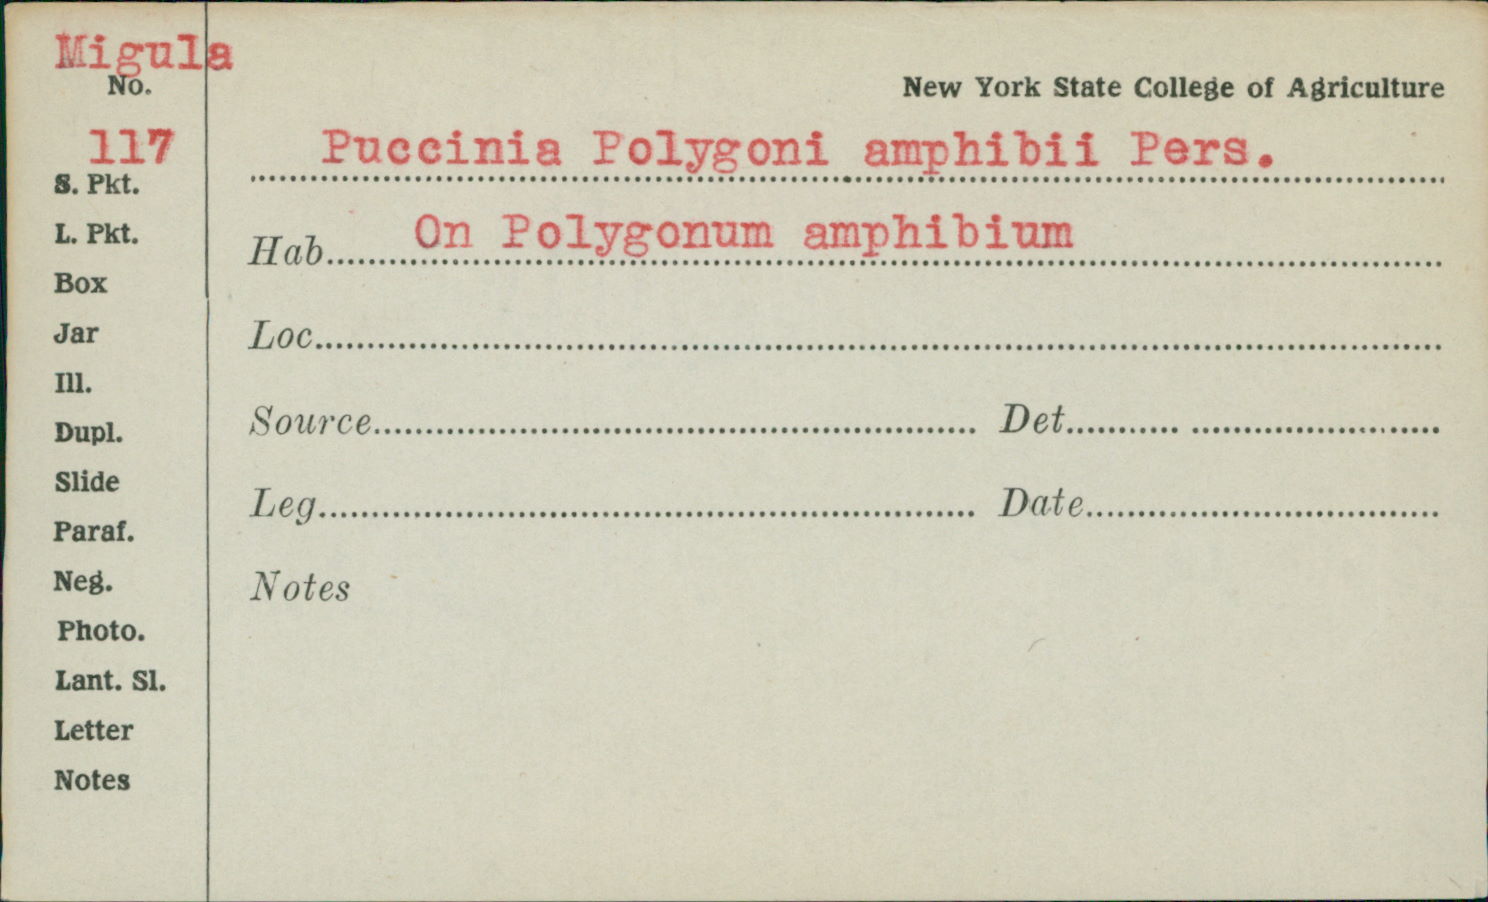 Migula
No.
New York State College of Agriculture
117
Puccinia Polygoni amphibii Pers.
S. Pkt.
L. Pkt.
Hab. On Polygonum amphibium
Box
Jar
Loc.
Ill.
Dupl.
Source Det.
Slide
Leg. Date
Paraf.
Neg.
Notes
Photo.
Lant. Sl.
Letter
Notes